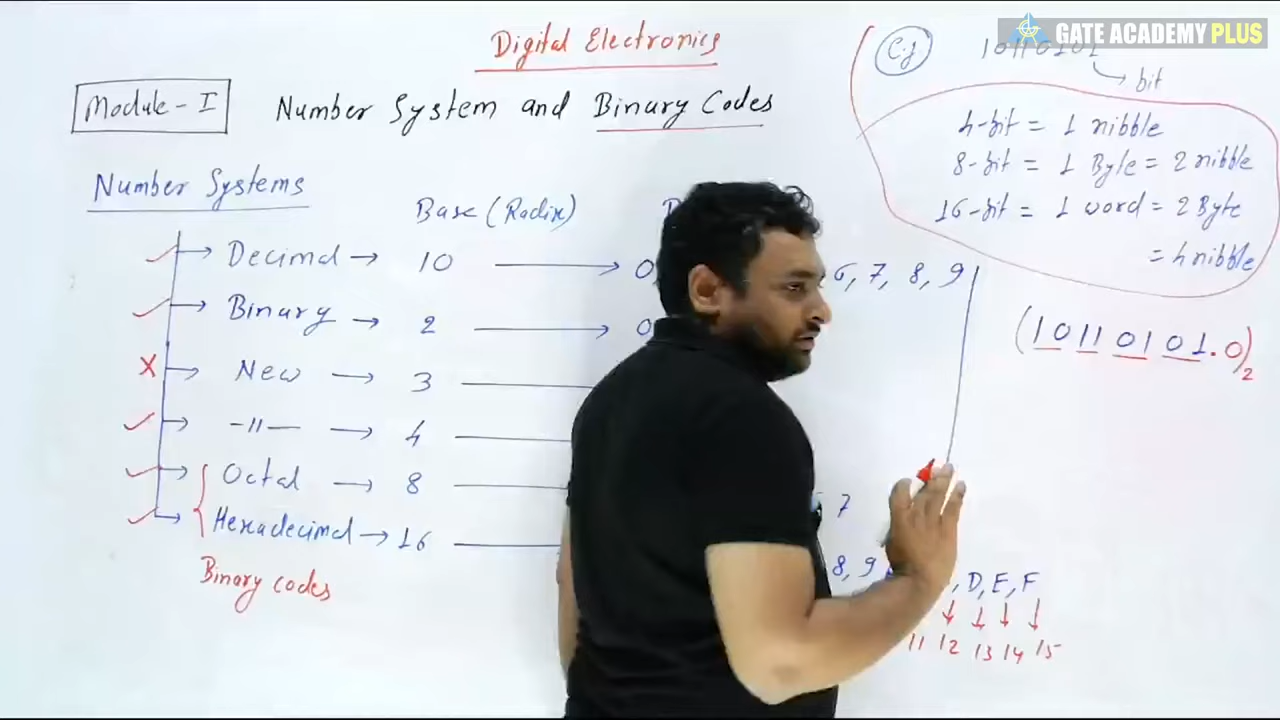 GATE ACADEMY PLUS
Digital Electronics
Module - I Number System and Binary Codes
Eg 10110101
bit
4-bit = 1 nibble
8-bit = 1 Byte = 2 nibble
16-bit = 1 word = 2 Byte
= 4 nibble
Number Systems
Base (Radix)
Decimal → 10 → 0 6, 7, 8, 9
Binary → 2 → 0
(10110101.0)2
x New → 3
-11- → 4
Octal → 8 7
Hexadecimal → 16 8, 9 D, E, F
11 12 13 14 15
Binary codes